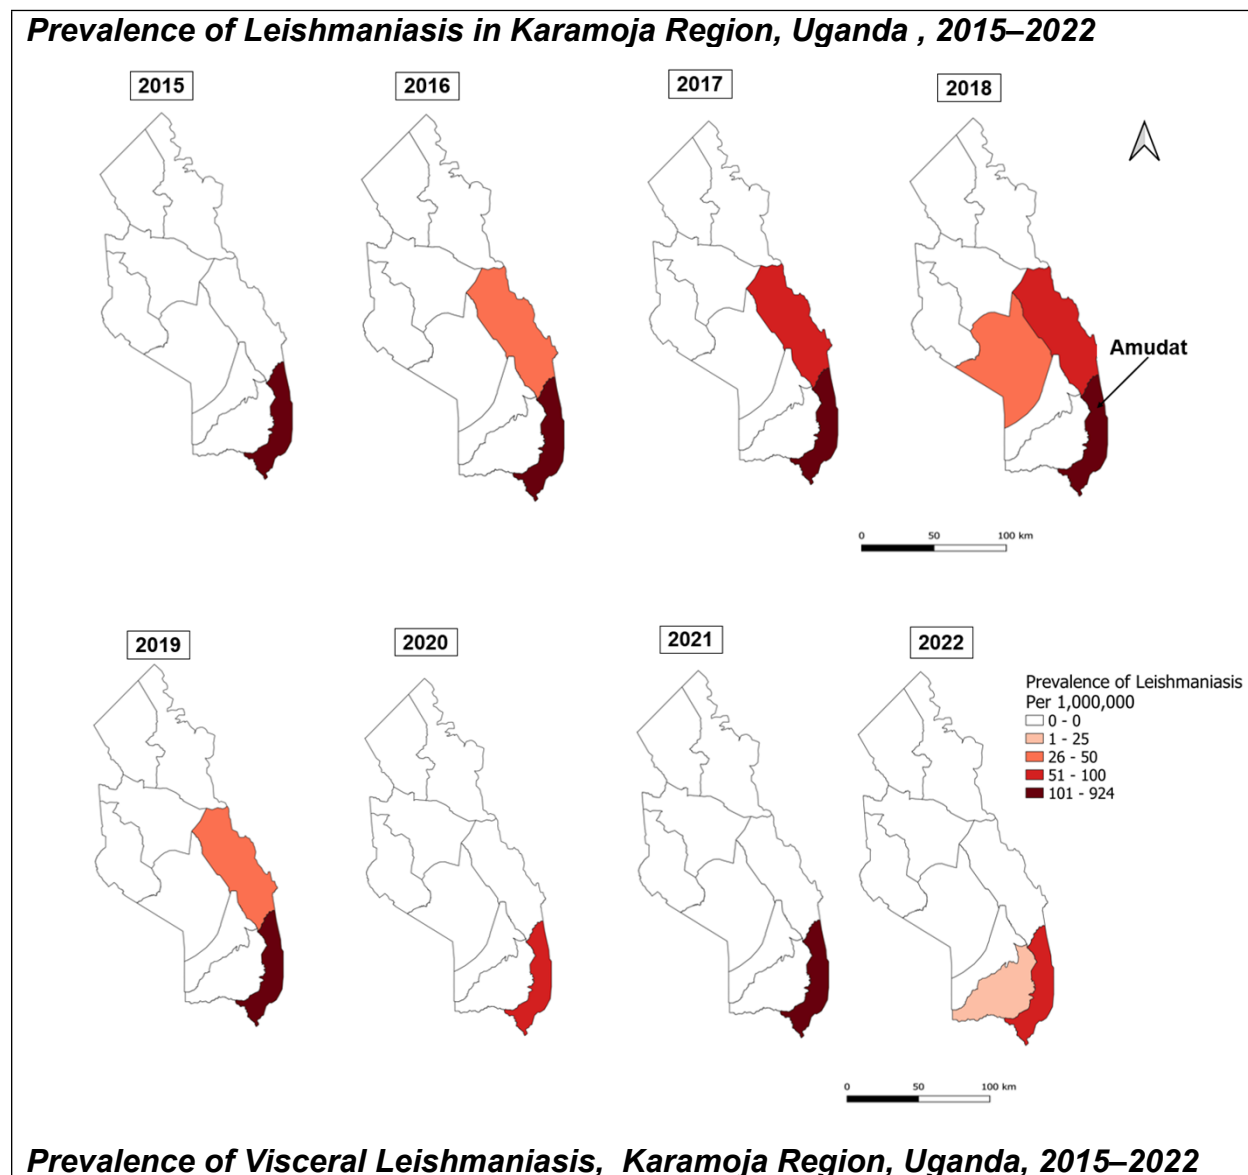 Prevalence of Leishmaniasis in Karamoja Region, Uganda , 2015–2022
2015
2016
2017
2018
Amudat
0 50 100 km
2019
2020
2021
2022
Prevalence of Leishmaniasis
Per 1,000,000
0 - 0
1 - 25
26 - 50
51 - 100
101 - 924
0 50 100 km
Prevalence of Visceral Leishmaniasis, Karamoja Region, Uganda, 2015–2022